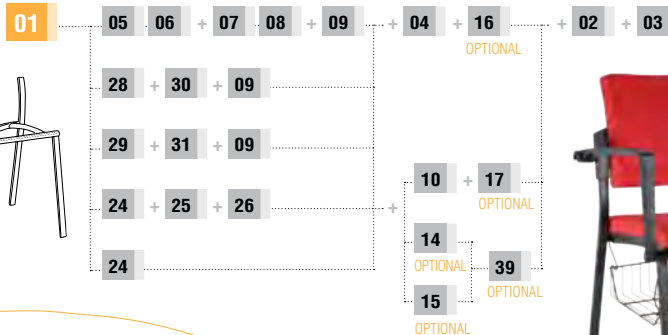 01 05 06 + 07 08 + 09 + 04 + 16 + 02 + 03
OPTIONAL
28 + 30 + 09
29 + 31 + 09
10 + 17
24 + 25 + 26 +
OPTIONAL
14
24
OPTIONAL 39
OPTIONAL
15
OPTIONAL